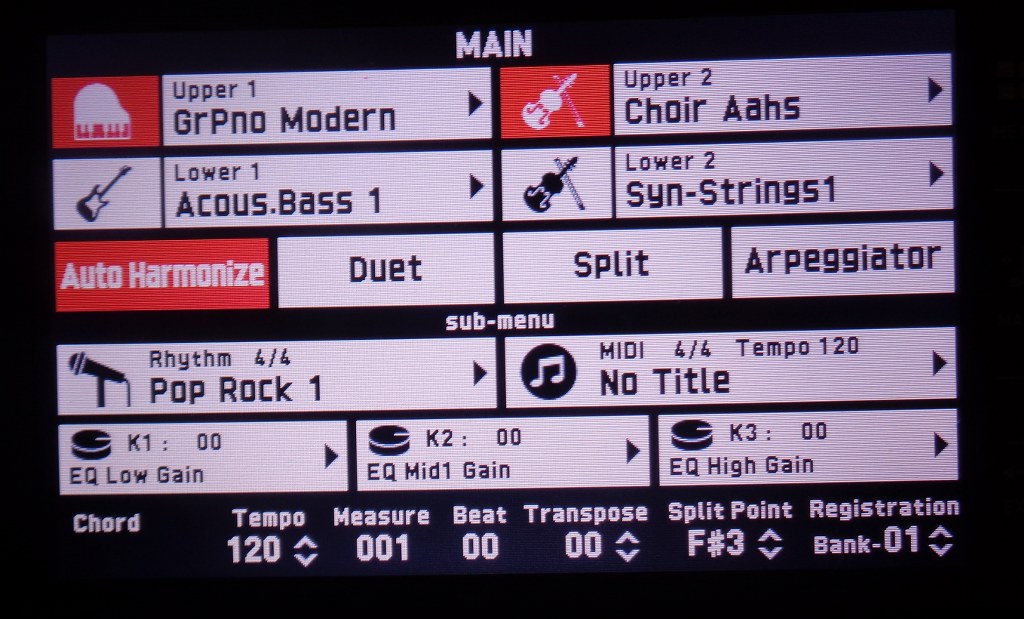 MAIN
Upper 1
GrPno Modern
Upper 2
Choir Aahs
Lower 1
Acous.Bass 1
Lower 2
Syn-Strings1
Auto Harmonize
Duet
Split
Arpeggiator
sub-menu
Rhythm 4/4
Pop Rock 1
MIDI 4/4 Tempo 120
No Title
K1 : 00
EQ Low Gain
K2 : 00
EQ Mid1 Gain
K3 : 00
EQ High Gain
Chord
Tempo
120
Measure
001
Beat
00
Transpose
00
Split Point
F#3
Registration
Bank-01